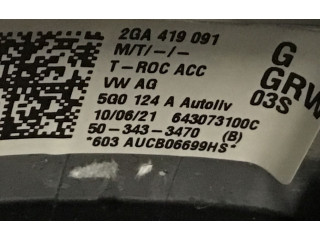 2GA 419 091
M/T/-/-
T-ROC ACC
VW AG
5G0 124 A Autoliv
10/06/21 643073100C
50-343-3470 (B)
*603 AUCB06699HS*
G
GRW
03S